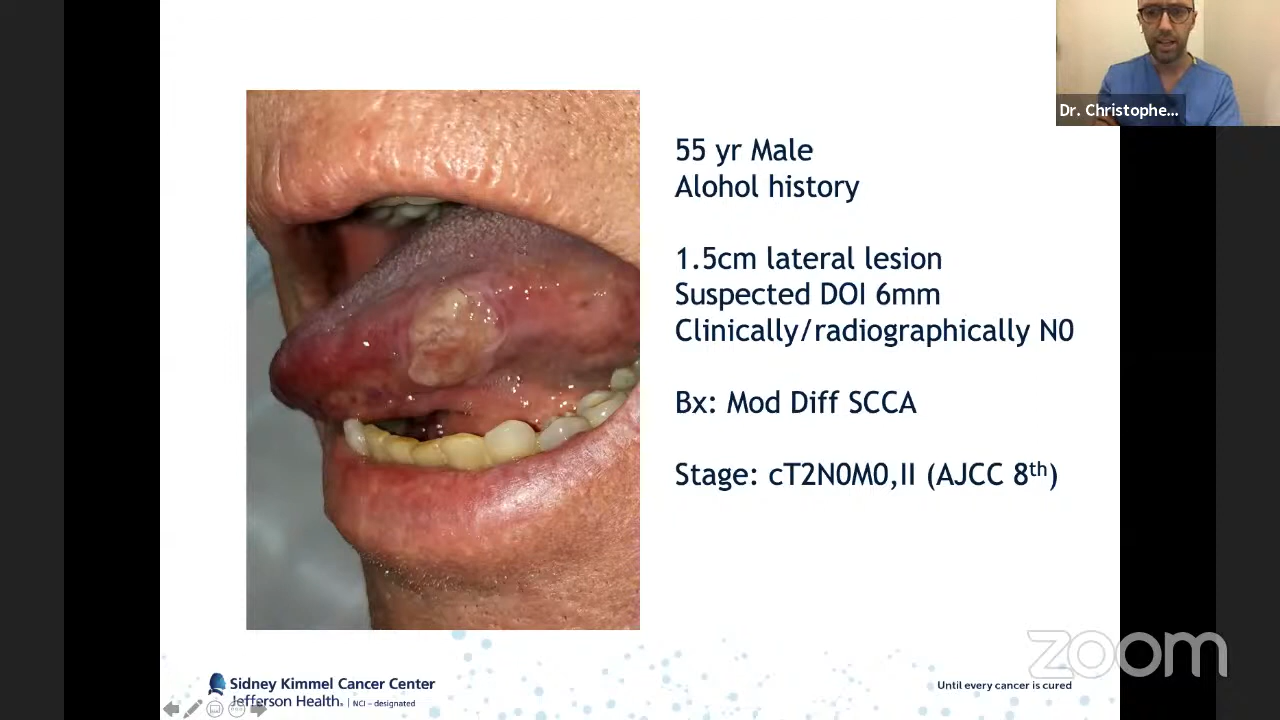 Dr. Christophe...
55 yr Male
Alohol history
1.5cm lateral lesion
Suspected DOI 6mm
Clinically/radiographically N0
Bx: Mod Diff SCCA
Stage: cT2N0M0,II (AJCC 8th)
zoom
Sidney Kimmel Cancer Center
Jefferson Health. | NCI – designated
Until every cancer is cured